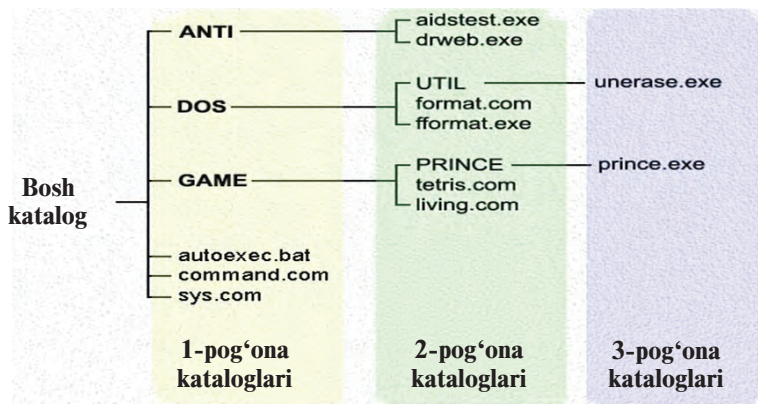 ANTI
aidstest.exe
drweb.exe
DOS
UTIL
unerase.exe
format.com
fformat.exe
GAME
PRINCE
prince.exe
tetris.com
living.com
Bosh
katalog
autoexec.bat
command.com
sys.com
1-pog‘ona
kataloglari
2-pog‘ona
kataloglari
3-pog‘ona
kataloglari